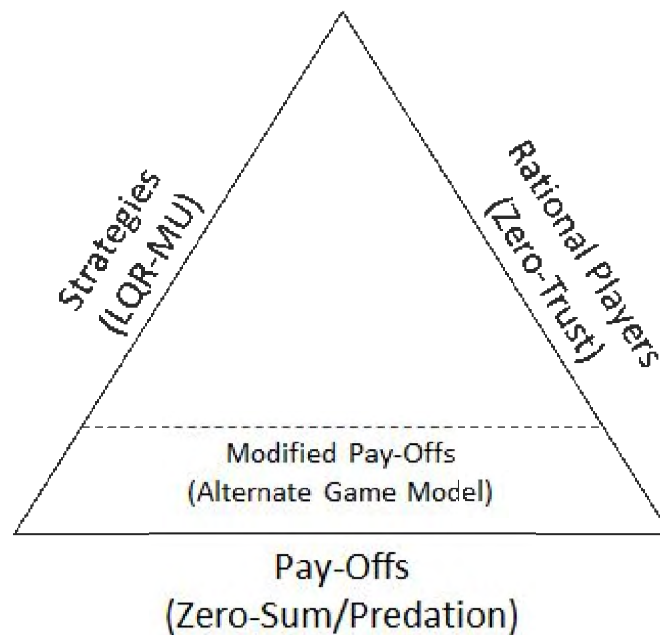 Strategies
(LQR-MU)
Rational Players
(Zero-Trust)
Modified Pay-Offs
(Alternate Game Model)
Pay-Offs
(Zero-Sum/Predation)